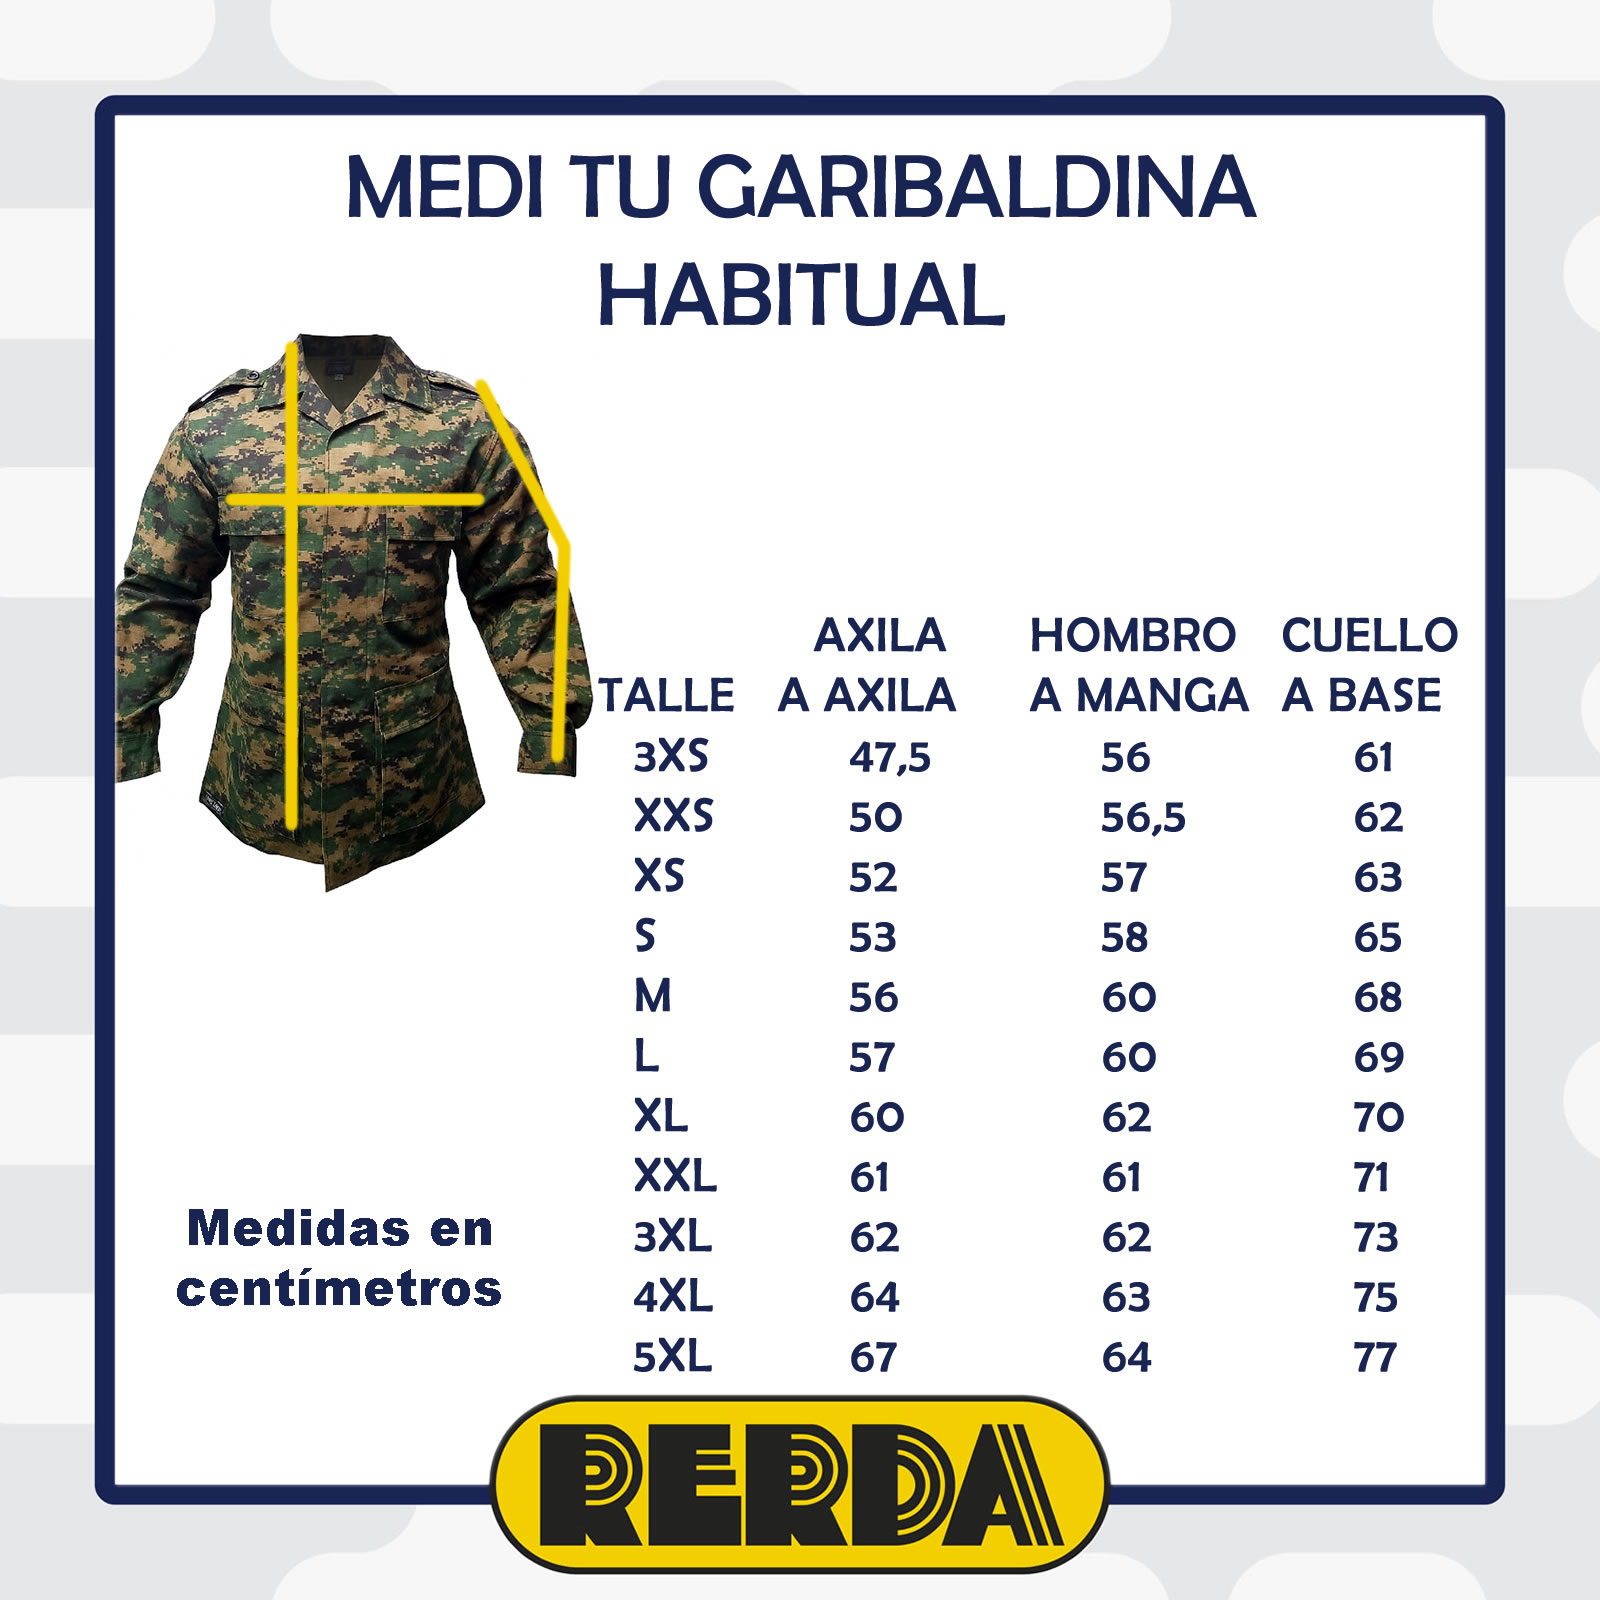 MEDI TU GARIBALDINA
HABITUAL
AXILA HOMBRO CUELLO
TALLE A AXILA A MANGA A BASE
3XS 47,5 56 61
XXS 50 56,5 62
XS 52 57 63
S 53 58 65
M 56 60 68
L 57 60 69
XL 60 62 70
XXL 61 61 71
3XL 62 62 73
4XL 64 63 75
5XL 67 64 77
Medidas en
centímetros
RERDA